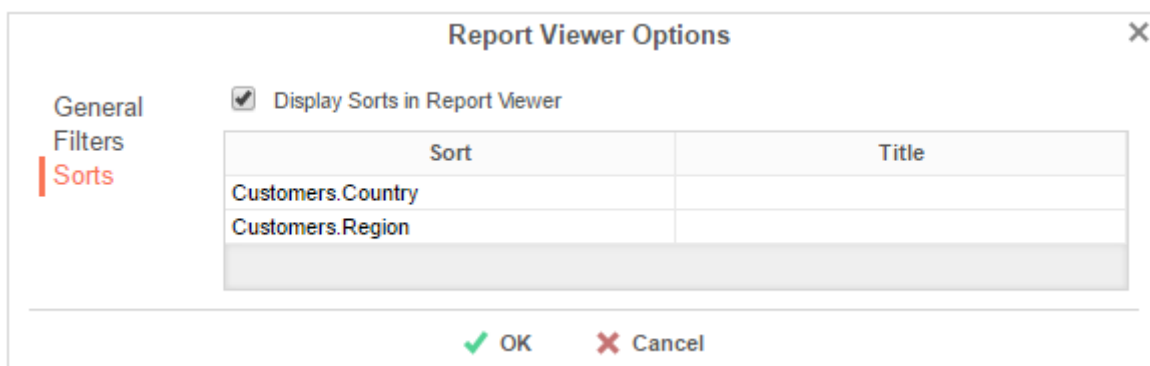 Report Viewer Options
General
Filters
Sorts
Display Sorts in Report Viewer
Sort Title
Customers.Country
Customers.Region
OK Cancel